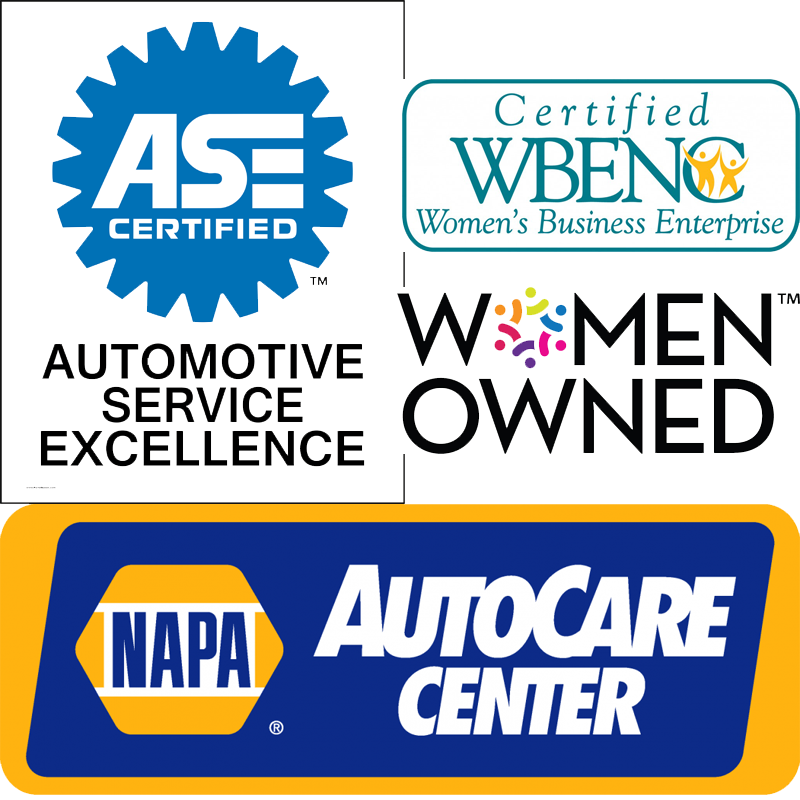 ASE
CERTIFIED
TM
AUTOMOTIVE
SERVICE
EXCELLENCE
Certified
WBENC
Women's Business Enterprise
WOMEN™
OWNED
NAPA
®
AUTOCARE
CENTER